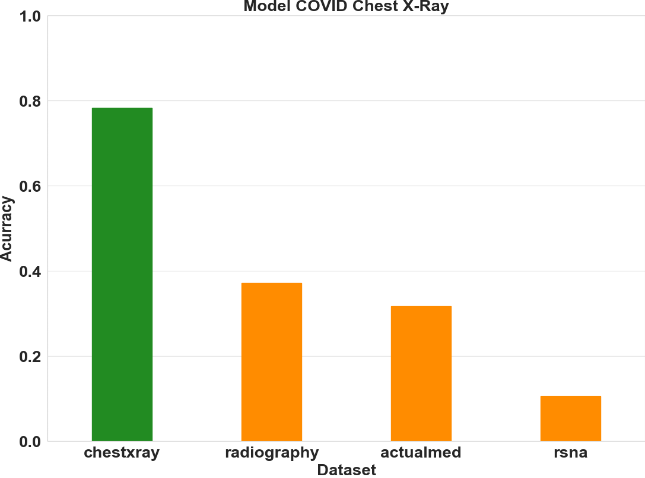 Model COVID Chest X-Ray
1.0
0.8
0.6
0.4
0.2
0.0
Acurracy
chestxray radiography actualmed rsna
Dataset